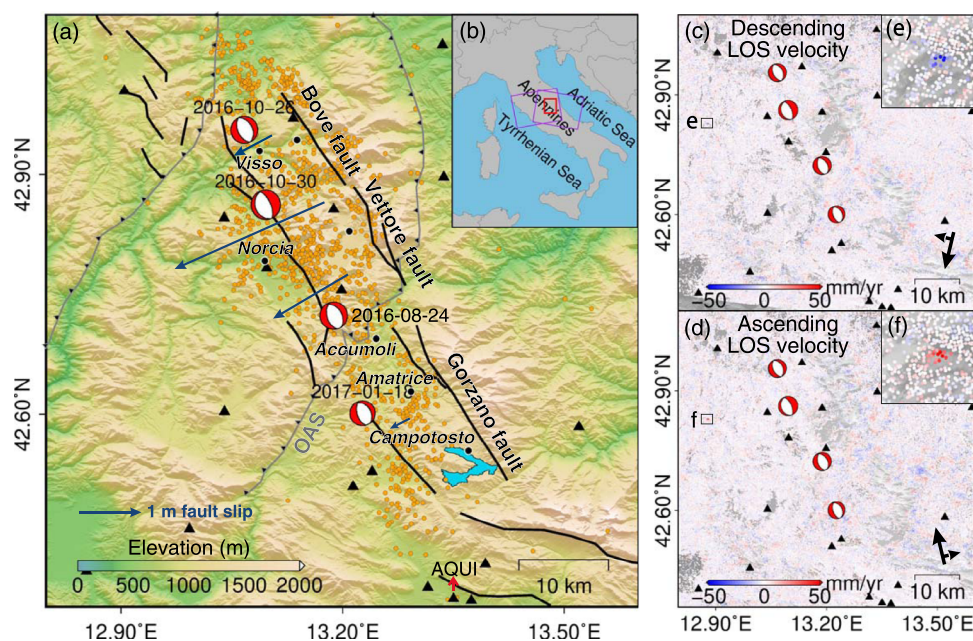 (a)
2016-10-26
Visso
2016-10-30
Norcia
Bove fault
Vettore fault
2016-08-24
Accumoli
Amatrice
2017-01-18
Campotosto
Gorzano fault
OAS
1 m fault slip
Elevation (m)
0 500 1000 1500 2000
AQUI
10 km
42.90°N
42.60°N
12.90°E 13.20°E 13.50°E
(b)
Apennines
Adriatic Sea
Tyrrhenian Sea
(c) Descending
LOS velocity
(e)
e
42.90°N
42.60°N
−50 0 50 mm/yr
10 km
(d) Ascending
LOS velocity
(f)
f
42.90°N
42.60°N
−50 0 50 mm/yr
10 km
12.90°E 13.20°E 13.50°E